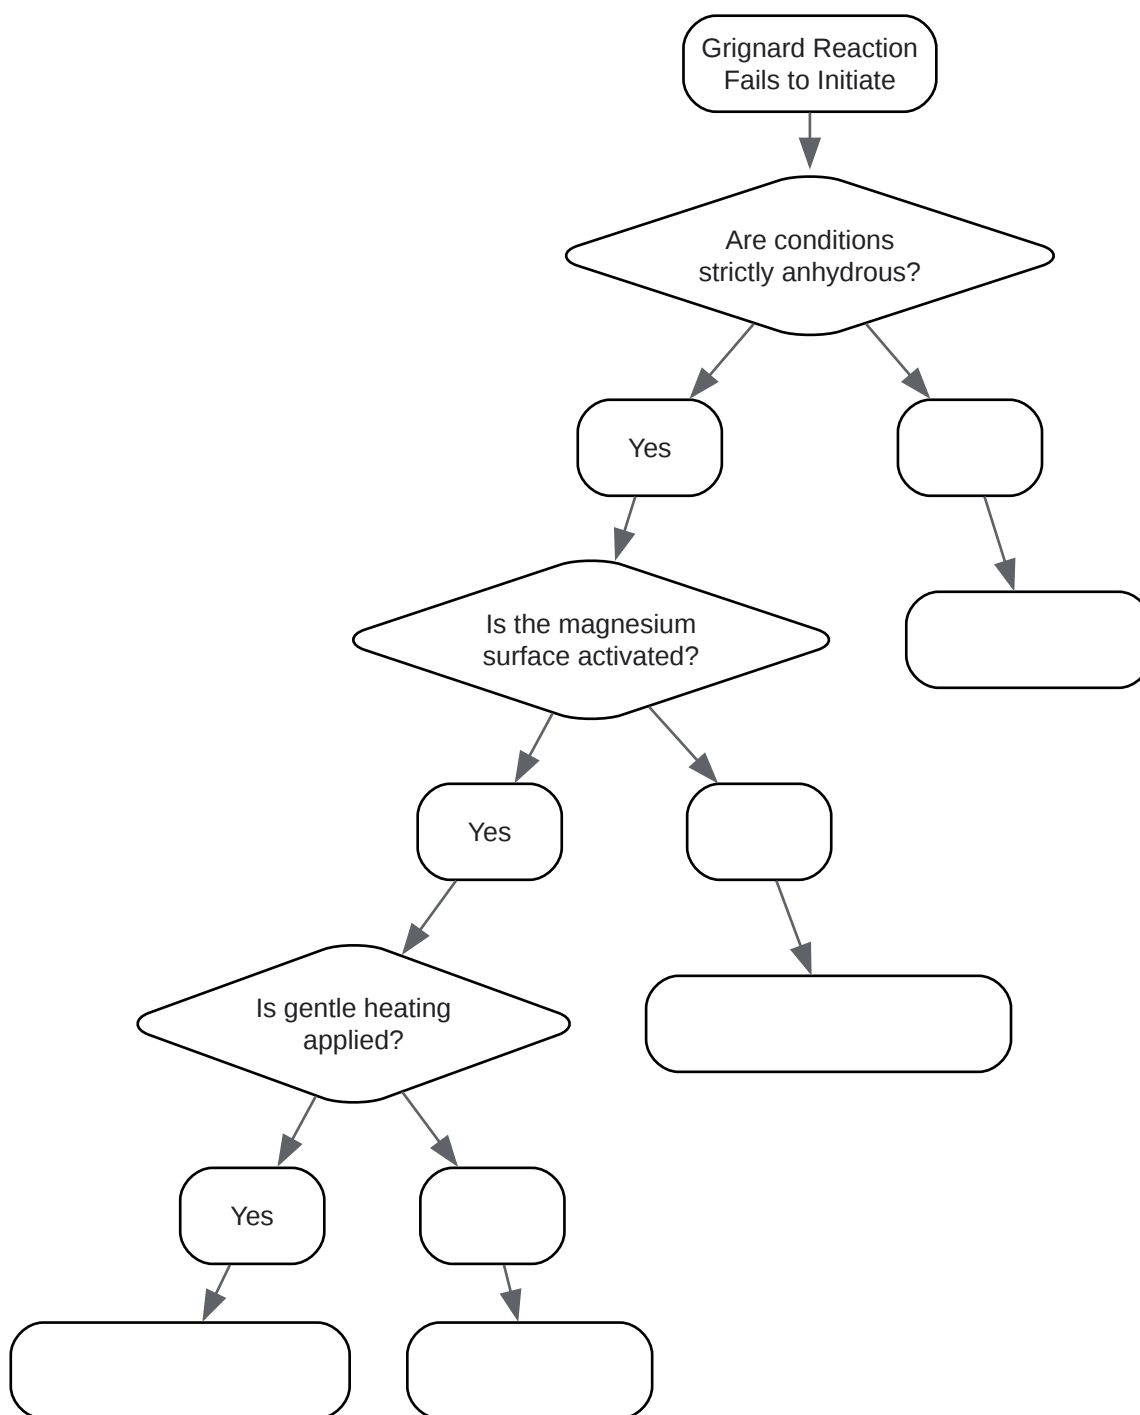 Grignard Reaction
Fails to Initiate
Are conditions
strictly anhydrous?
Yes
Is the magnesium
surface activated?
Yes
Is gentle heating
applied?
Yes